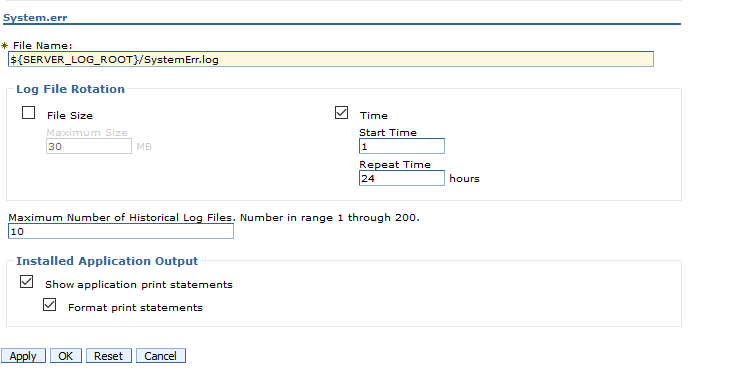 System.err
* File Name:
${SERVER_LOG_ROOT}/SystemErr.log
Log File Rotation
File Size
Time
Maximum Size
Start Time
30 MB
1
Repeat Time
24 hours
Maximum Number of Historical Log Files. Number in range 1 through 200.
10
Installed Application Output
Show application print statements
Format print statements
Apply OK Reset Cancel